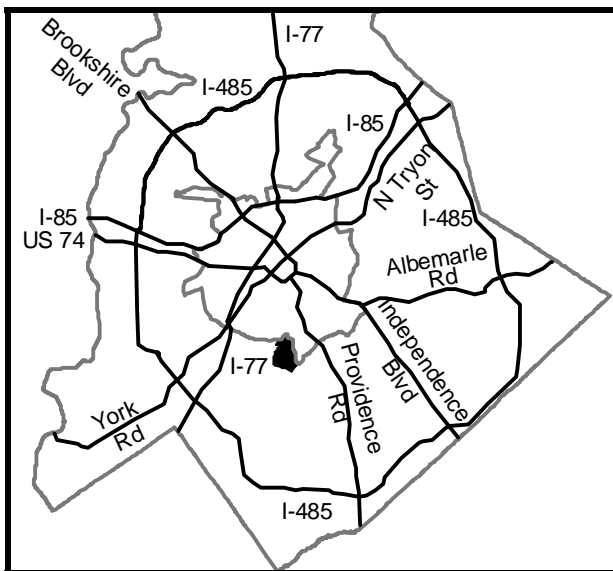 I-77
Brookshire
Blvd
I-485
I-85
N Tryon
St
I-85
US 74
I-485
Albemarle
Rd
Independence
Blvd
I-77
Providence
Rd
York
Rd
I-485